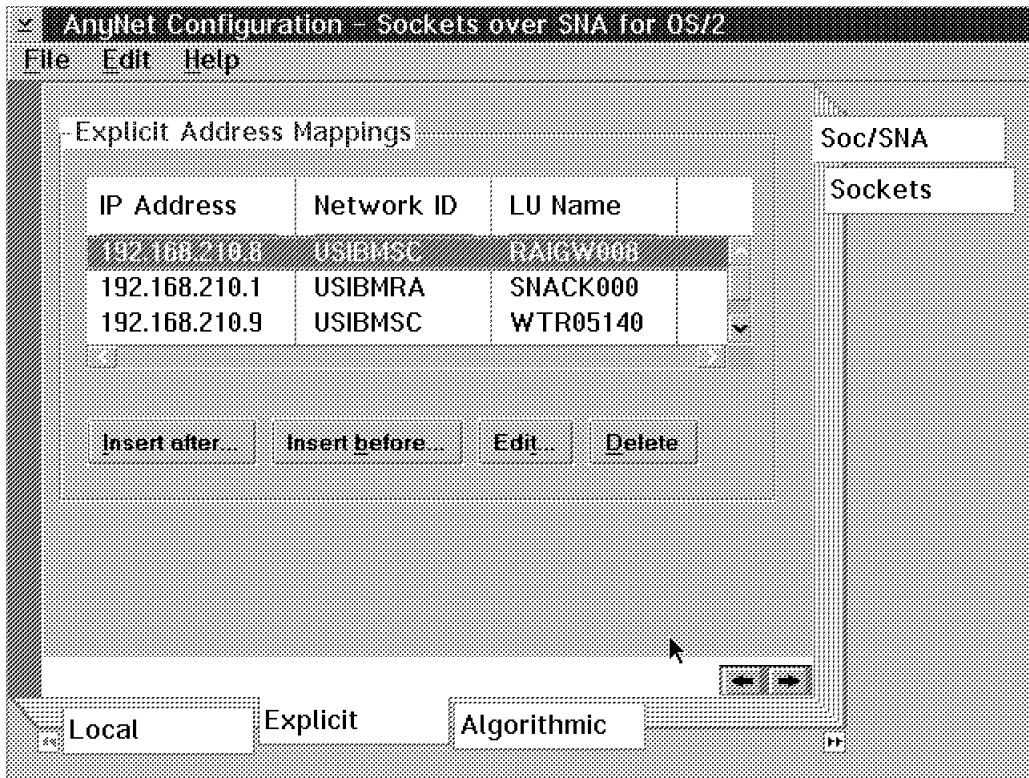 AnyNet Configuration - Sockets over SNA for OS/2
File Edit Help
Explicit Address Mappings
Soc/SNA
Sockets
IP Address Network ID LU Name
192.168.210.8 USIBMSC RAIGW008
192.168.210.1 USIBMRA SNACK000
192.168.210.9 USIBMSC WTR05140
Insert after... Insert before... Edit... Delete
Local Explicit Algorithmic